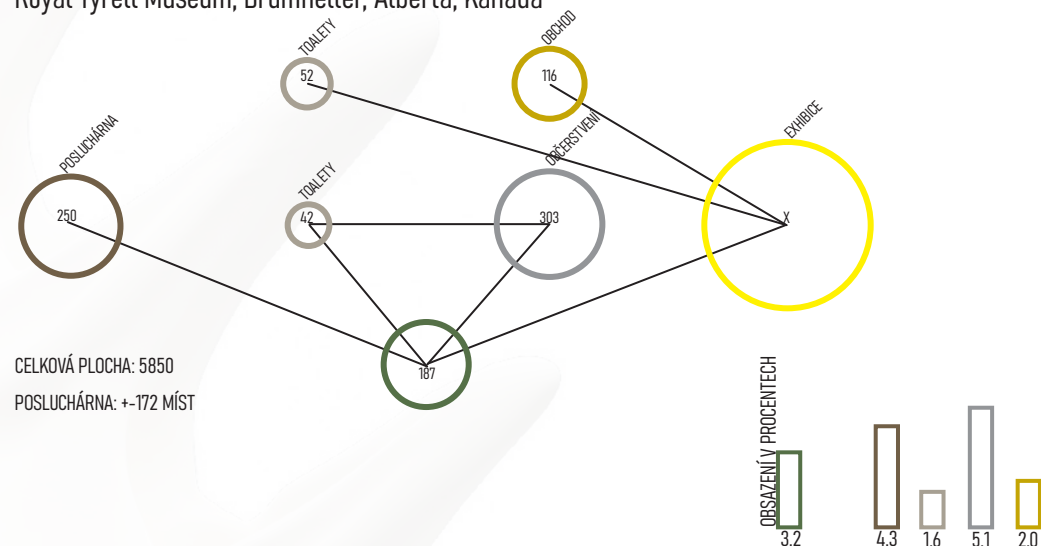 Royal Tyrell Museum, Drumheller, Alberta, Kanada
TOALETY
52
OBCHOD
116
EXHIBICE
X
POSLUCHÁRNA
250
TOALETY
42
OBČERSTVENÍ
303
187
CELKOVÁ PLOCHA: 5850
POSLUCHÁRNA: +-172 MÍST
OBSAZENÍ V PROCENTECH
3.2
4.3
1.6
5.1
2.0